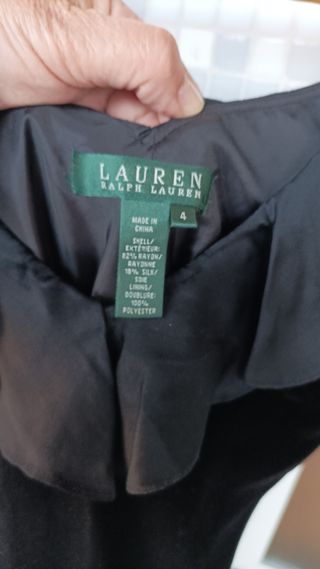 LAUREN
RALPH LAUREN
4
MADE IN
CHINA
SHELL/
EXTÉRIEUR:
82% RAYON/
RAYONNE
18% SILK/
SOIE
LINING/
DOUBLURE:
100%
POLYESTER